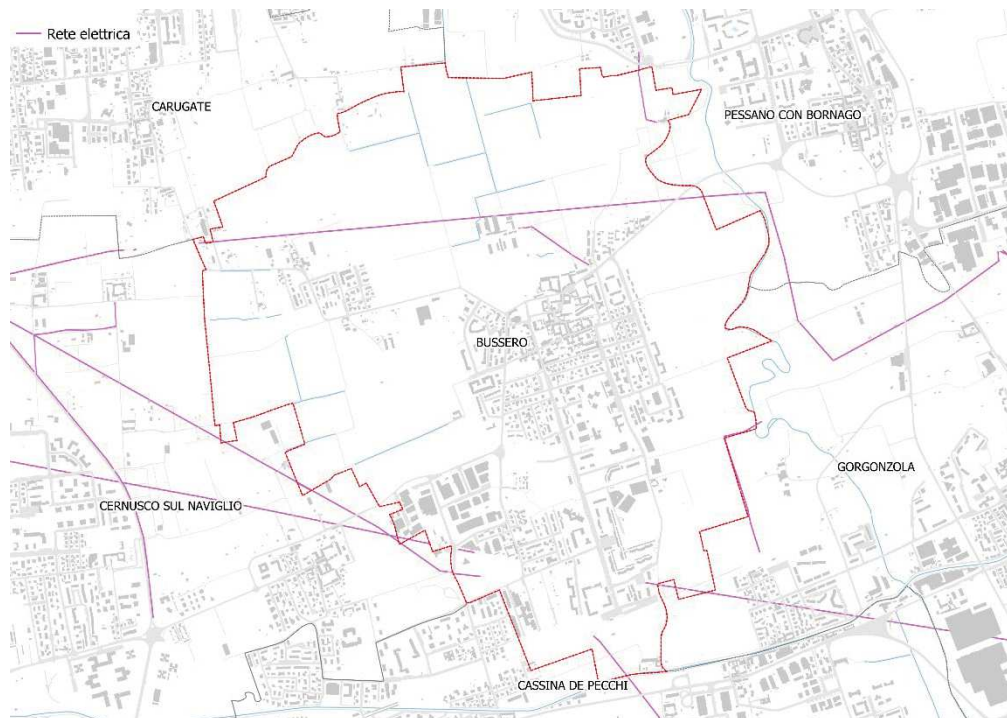 Rete elettrica
CARUGATE
PESSANO CON BORNAGO
BUSSERO
GORGONZOLA
CERNUSCO SUL NAVIGLIO
CASSINA DE PECCHI